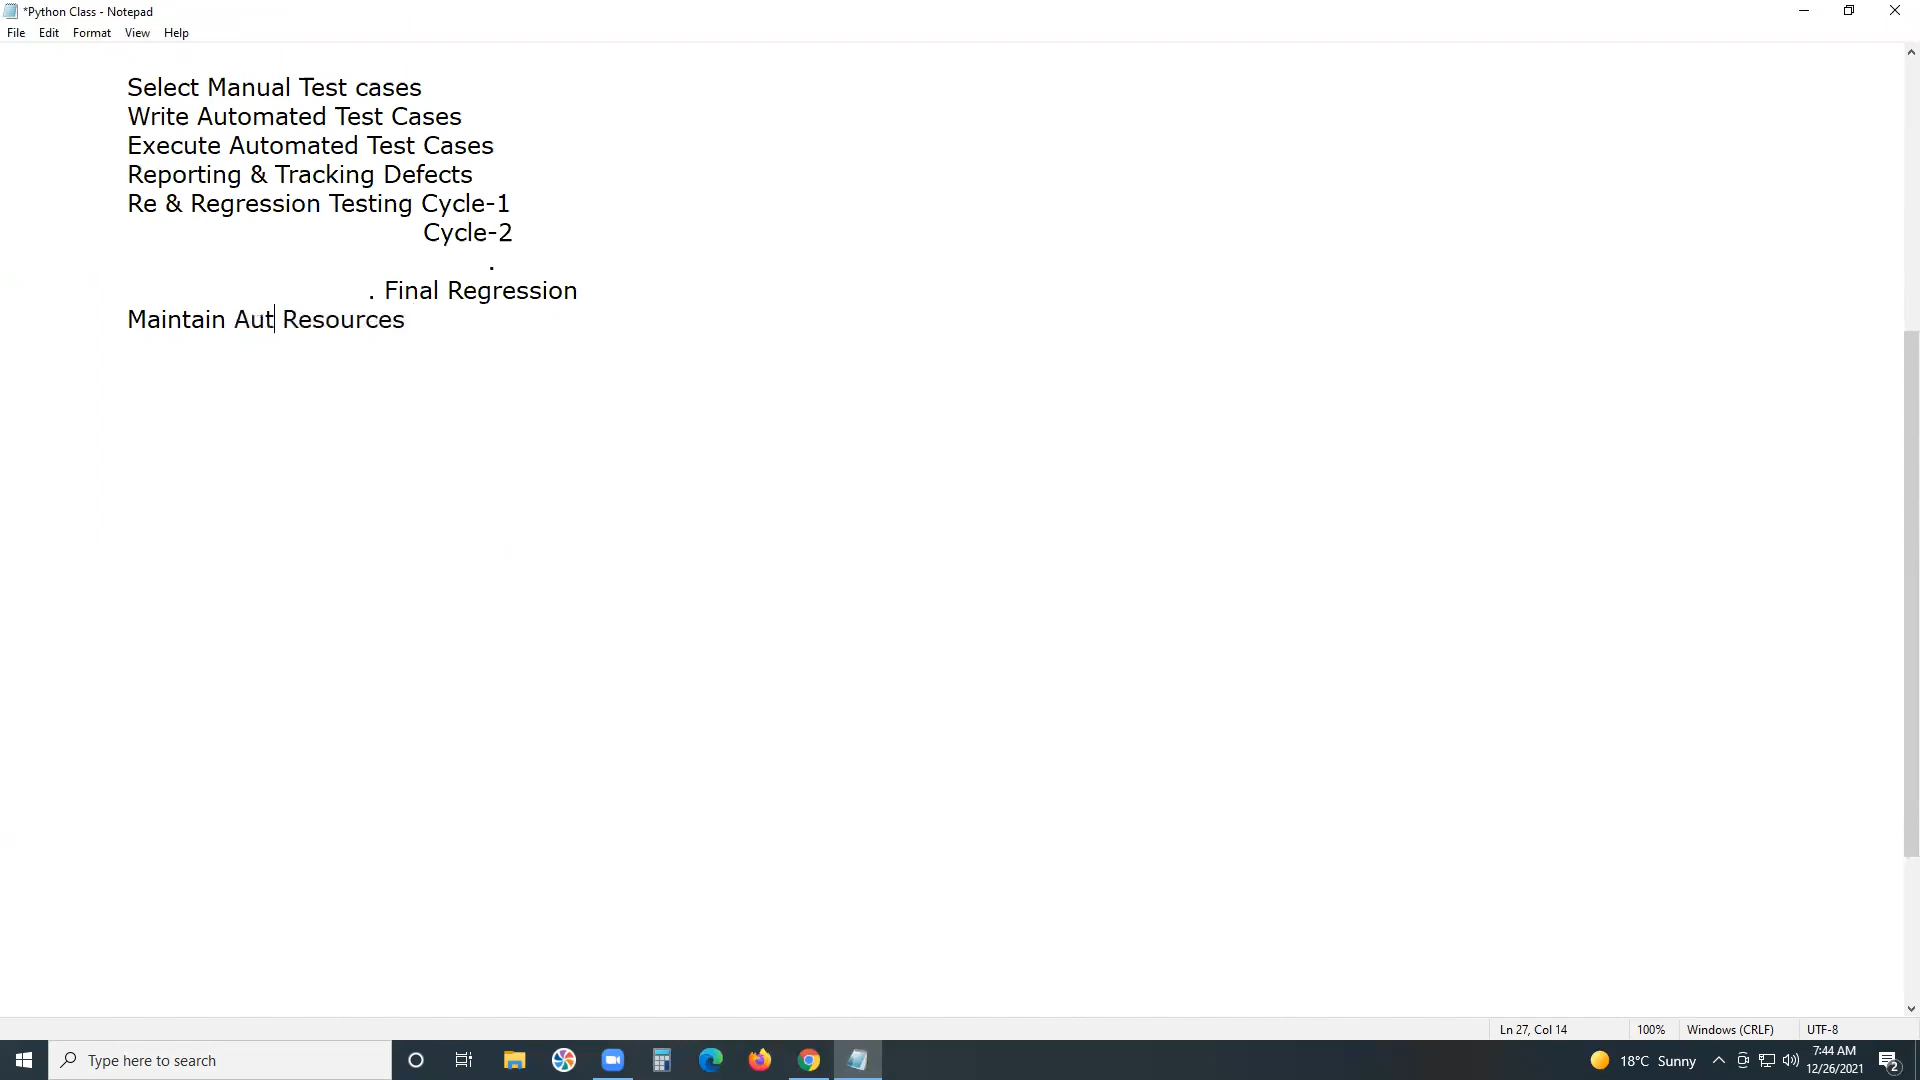 *Python Class - Notepad
File Edit Format View Help
Select Manual Test cases
Write Automated Test Cases
Execute Automated Test Cases
Reporting & Tracking Defects
Re & Regression Testing Cycle-1
Cycle-2
.
. Final Regression
Maintain Aut Resources
Ln 27, Col 14 100% Windows (CRLF) UTF-8
Type here to search
18°C Sunny
7:44 AM
12/26/2021
2